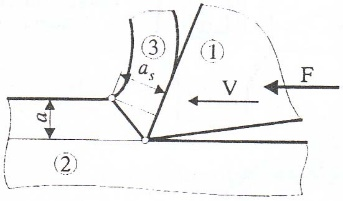 ③
①
aₛ
F
V
a
②